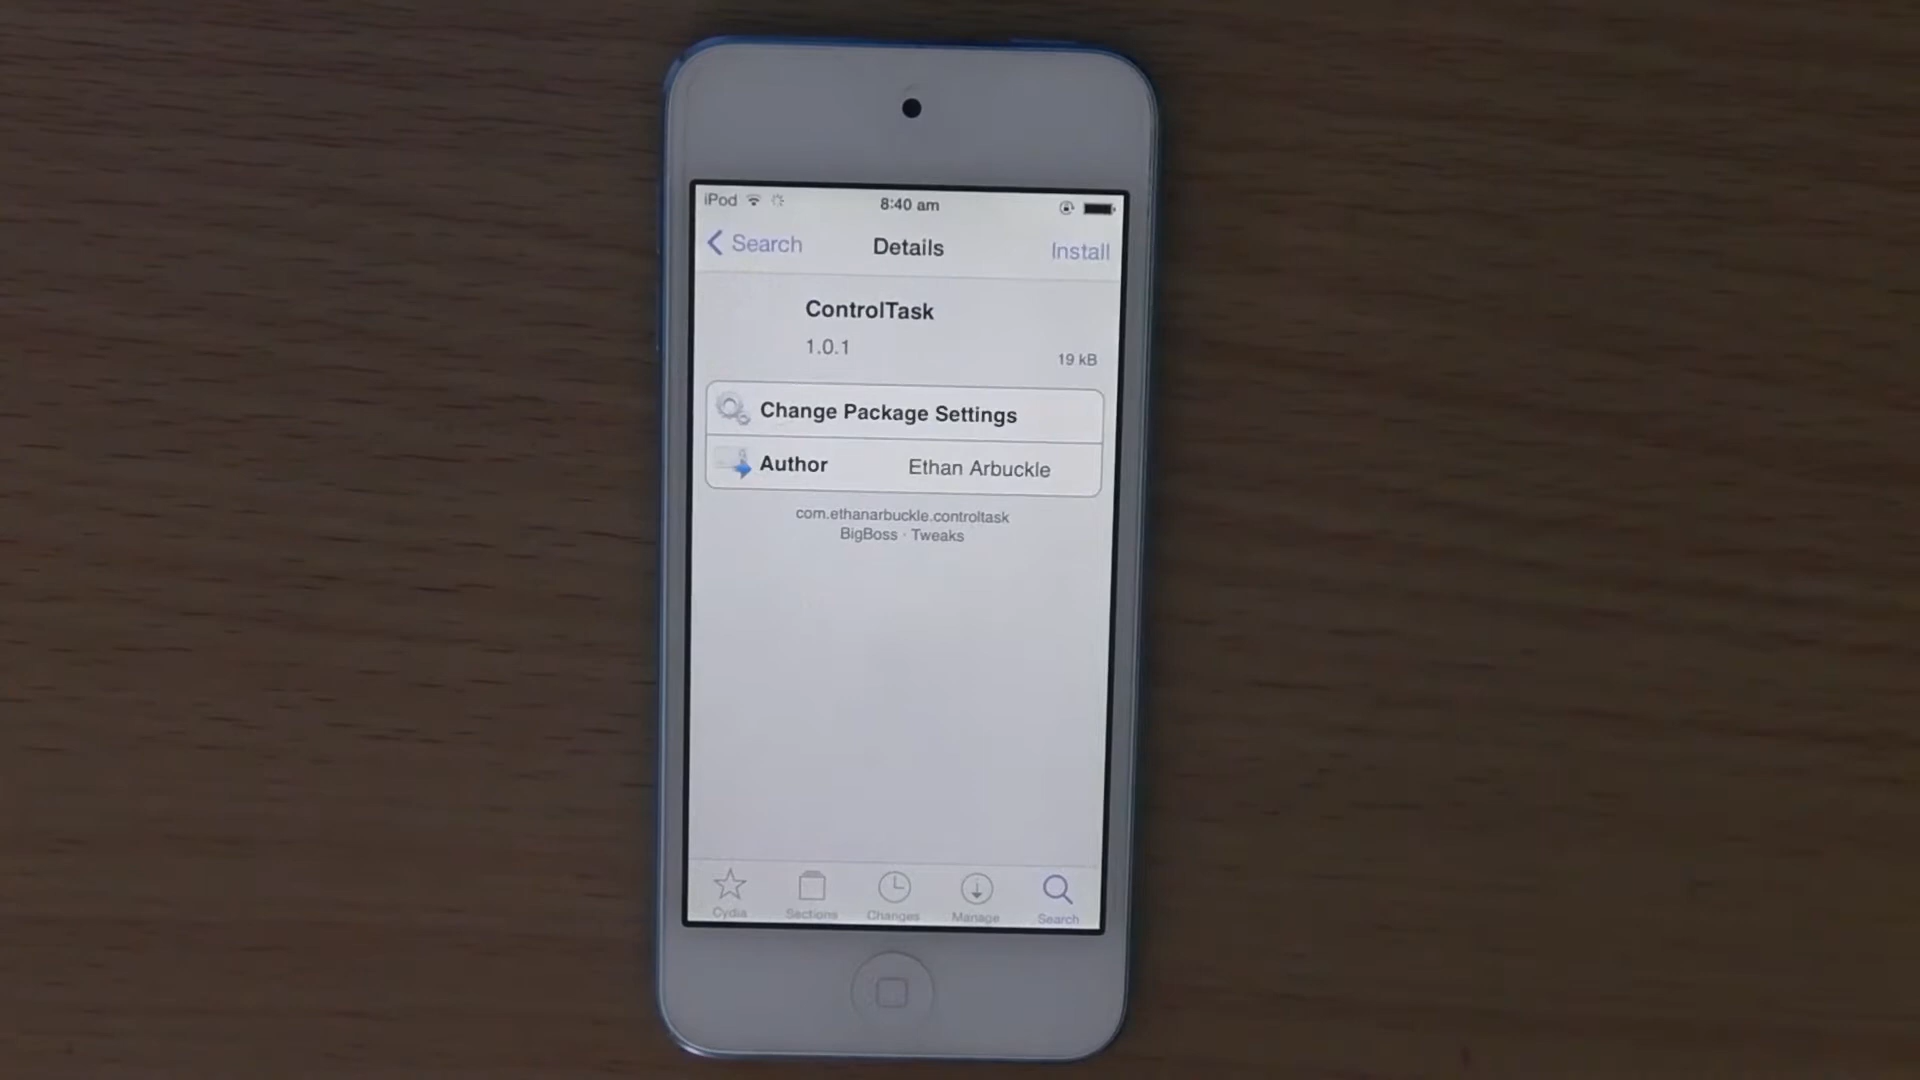 iPod
8:40 am
Search
Details
Install
ControlTask
1.0.1
19 kB
Change Package Settings
Author
Ethan Arbuckle
com.ethanarbuckle.controltask
BigBoss · Tweaks
Cydia
Sections
Changes
Manage
Search